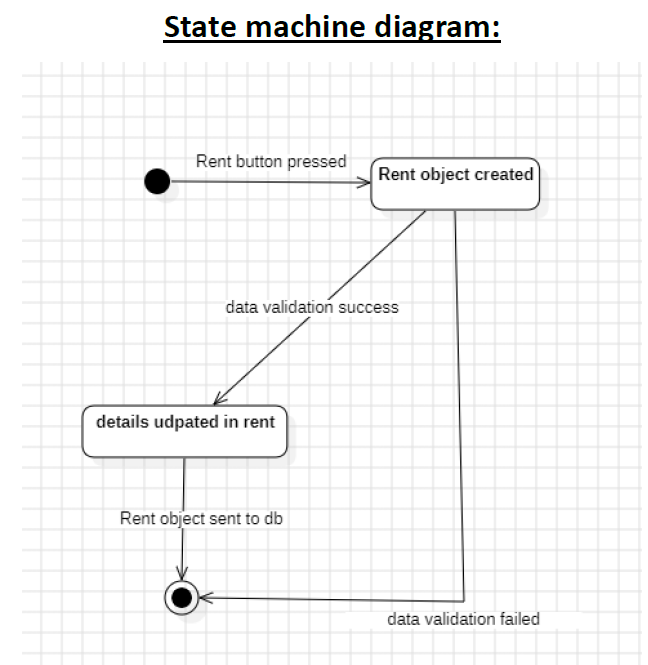 State machine diagram:
Rent button pressed
Rent object created
data validation success
details udpated in rent
Rent object sent to db
data validation failed